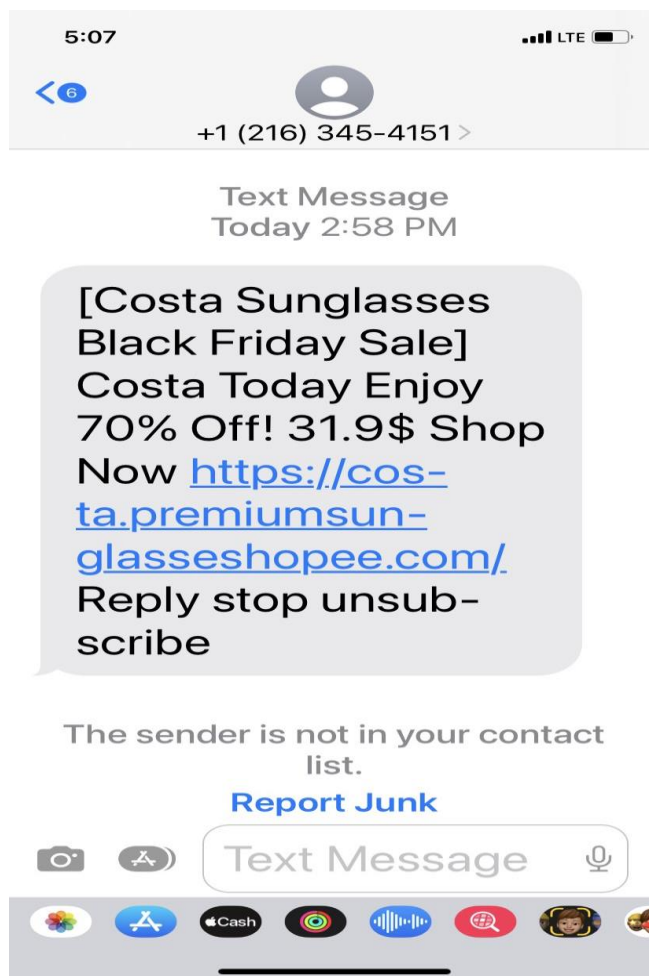 5:07
LTE
6
+1 (216) 345-4151 >
Text Message
Today 2:58 PM
[Costa Sunglasses
Black Friday Sale]
Costa Today Enjoy
70% Off! 31.9$ Shop
Now https://cos-
ta.premiumsun-
glasseshopee.com/
Reply stop unsub-
scribe
The sender is not in your contact
list.
Report Junk
Text Message
Cash